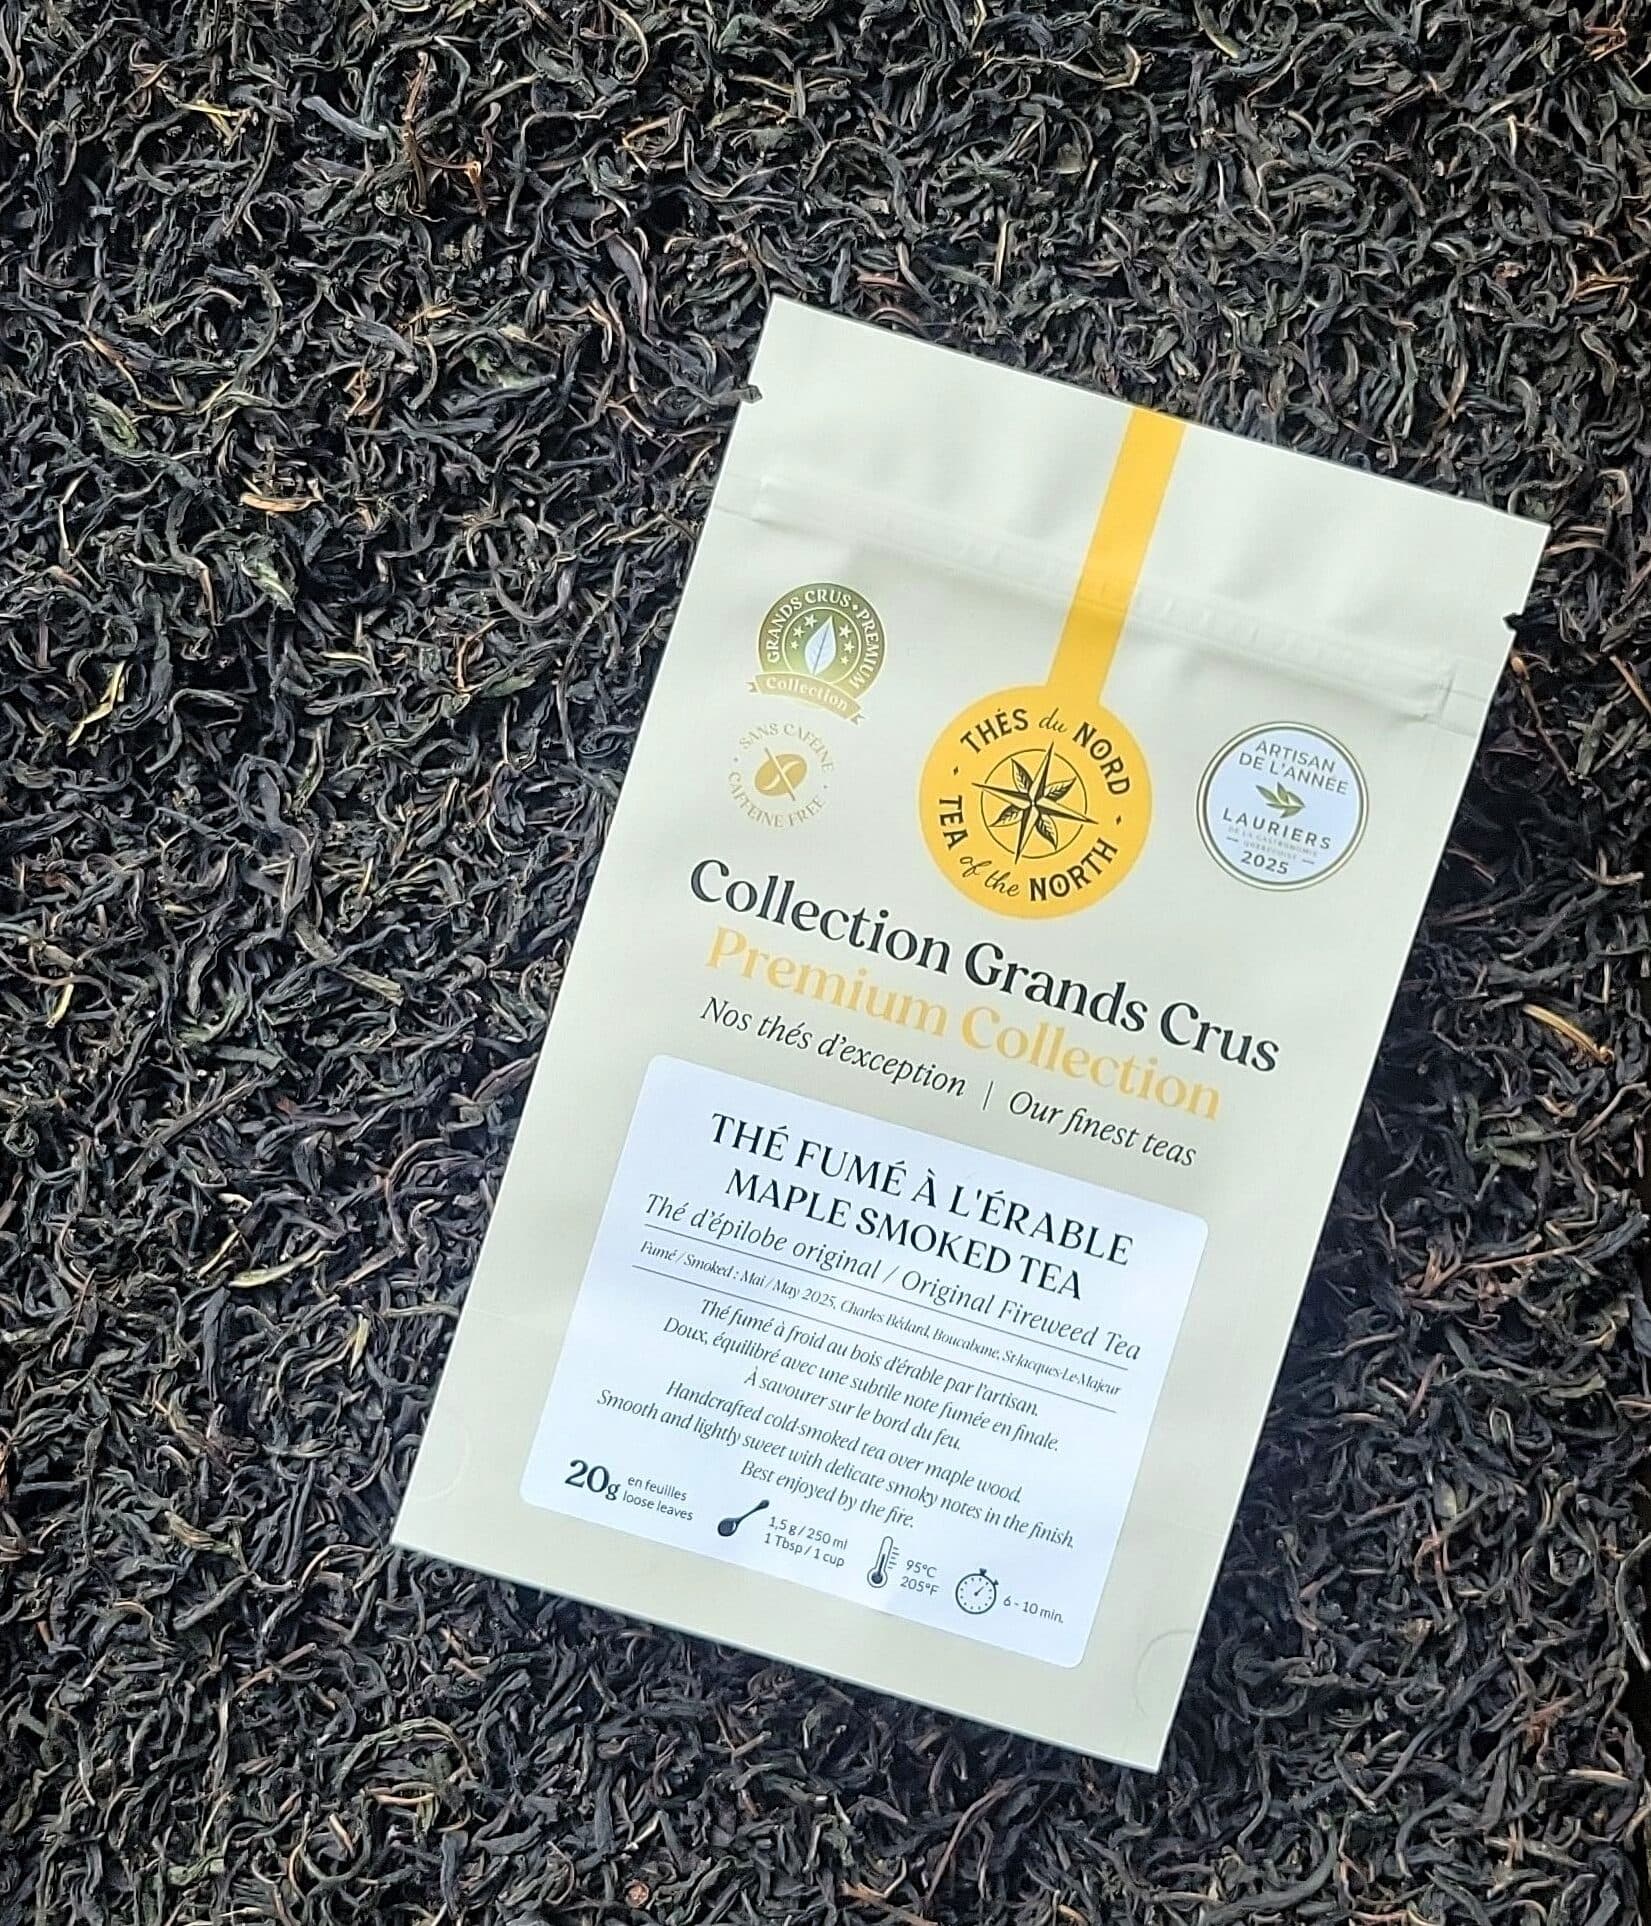 GRANDS CRUS • PREMIUM
Collection
SANS CAFÉINE
CAFFEINE FREE
THÉS du NORD
TEA of the NORTH
ARTISAN
DE L'ANNÉE
LAURIERS
DE LA GASTRONOMIE
QUÉBÉCOISE
2025
Collection Grands Crus
Premium Collection
Nos thés d'exception | Our finest teas
THÉ FUMÉ À L'ÉRABLE
MAPLE SMOKED TEA
Thé d'épilobe original / Original Fireweed Tea
Fumé / Smoked : Mai / May 2025, Charles Bédard, Boucabane, St-Jacques-Le-Majeur
Thé fumé à froid au bois d'érable par l'artisan.
Doux, équilibré avec une subtile note fumée en finale.
À savourer sur le bord du feu.
Handcrafted cold-smoked tea over maple wood.
Smooth and lightly sweet with delicate smoky notes in the finish.
Best enjoyed by the fire.
20g en feuilles
loose leaves
1,5 g / 250 ml
1 Tbsp / 1 cup
95°C
205°F
6 - 10 min.